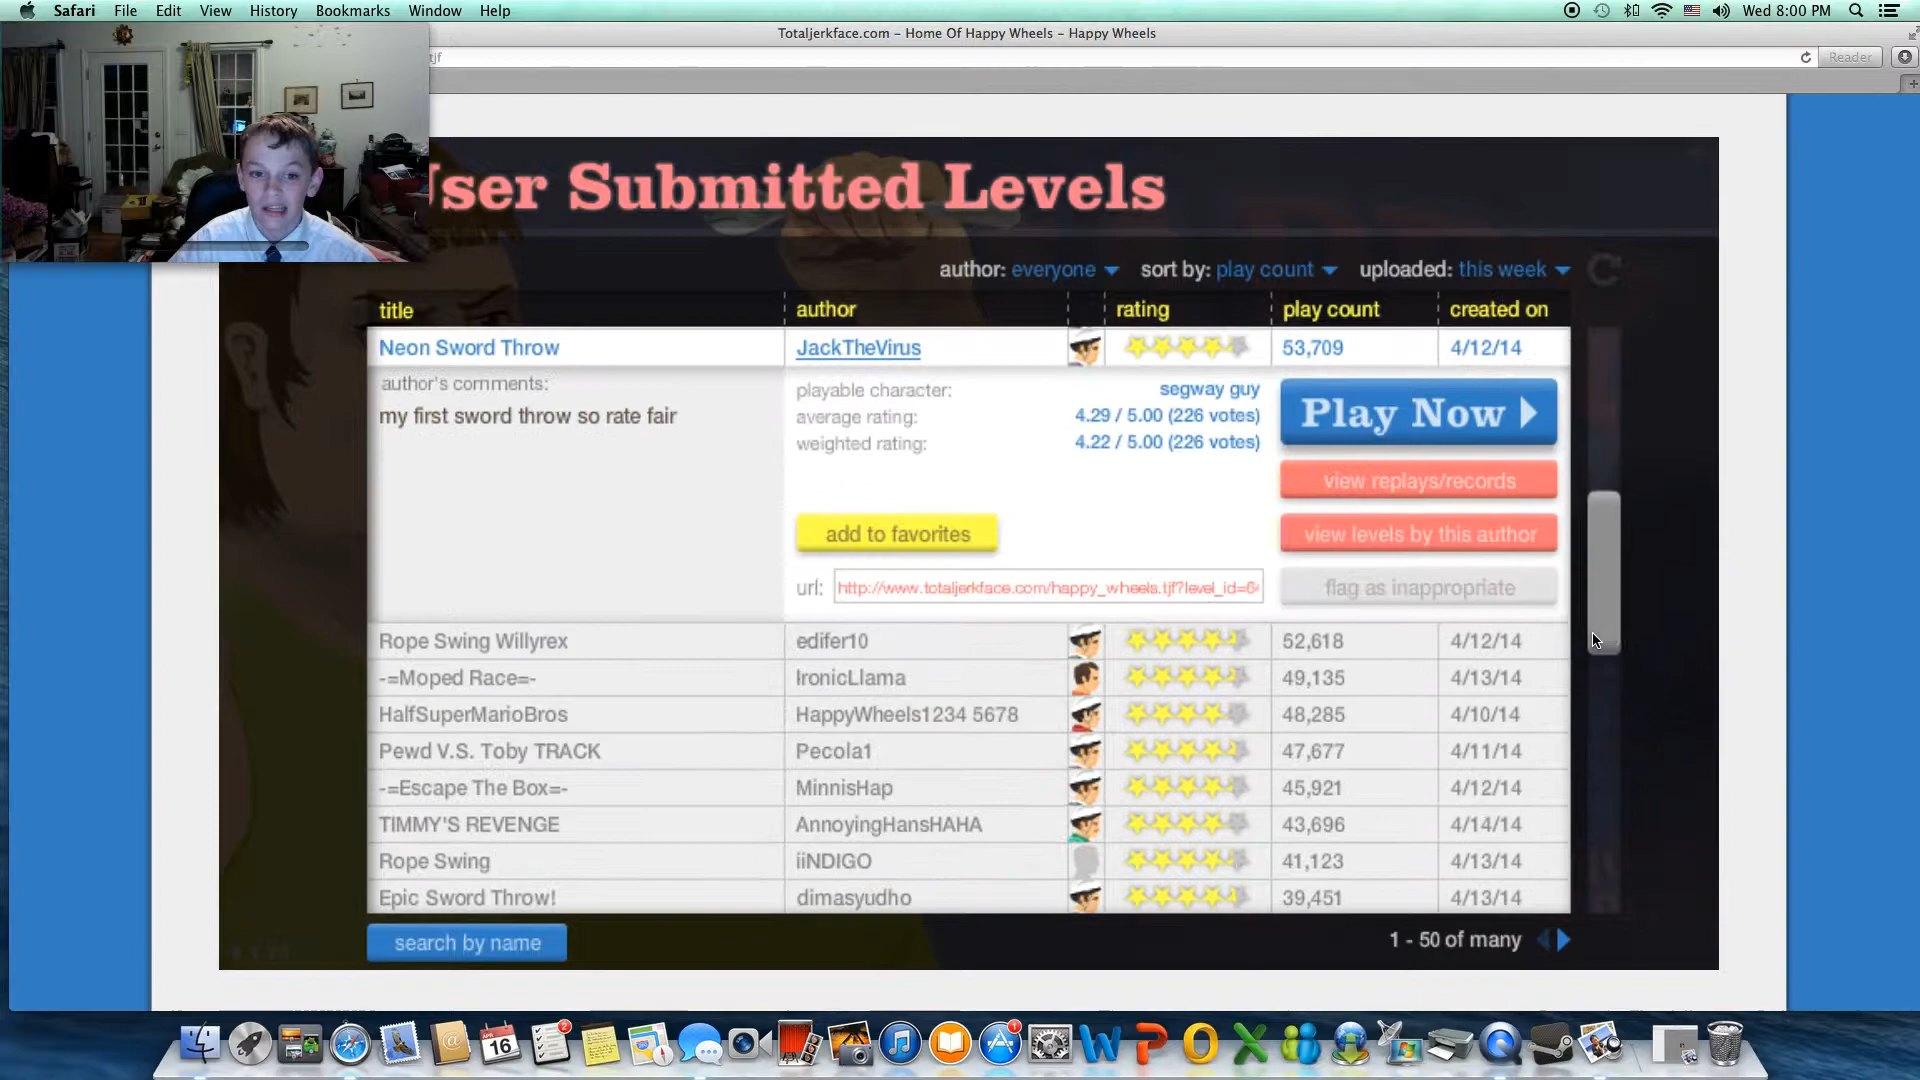 Safari File Edit View History Bookmarks Window Help Wed 8:00 PM
Totaljerkface.com – Home Of Happy Wheels – Happy Wheels
tjf Reader
User Submitted Levels
author: everyone sort by: play count uploaded: this week
title author rating play count created on
Neon Sword Throw JackTheVirus 53,709 4/12/14
author's comments:
my first sword throw so rate fair
playable character: segway guy
average rating: 4.29 / 5.00 (226 votes)
weighted rating: 4.22 / 5.00 (226 votes)
Play Now
view replays/records
add to favorites
view levels by this author
url: http://www.totaljerkface.com/happy_wheels.tjf?level_id=6
flag as inappropriate
Rope Swing Willyrex edifer10 52,618 4/12/14
-=Moped Race=- IronicLlama 49,135 4/13/14
HalfSuperMarioBros HappyWheels1234 5678 48,285 4/10/14
Pewd V.S. Toby TRACK Pecola1 47,677 4/11/14
-=Escape The Box=- MinnisHap 45,921 4/12/14
TIMMY'S REVENGE AnnoyingHansHAHA 43,696 4/14/14
Rope Swing iiNDIGO 41,123 4/13/14
Epic Sword Throw! dimasyudho 39,451 4/13/14
search by name
1 - 50 of many
APR 16 2 1